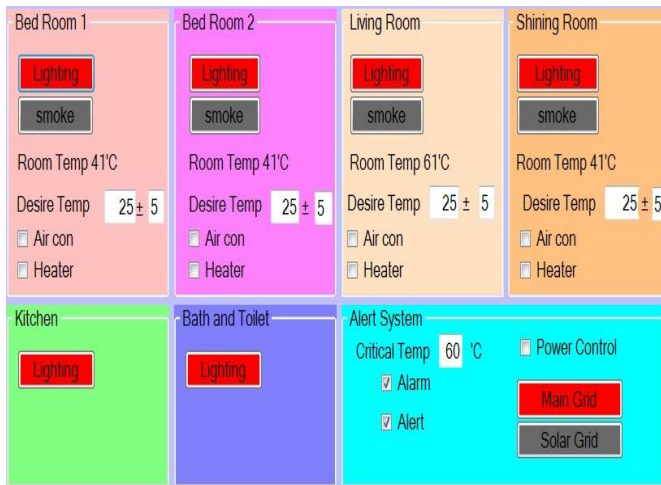 Bed Room 1
Lighting
smoke
Room Temp 41'C
Desire Temp 25 ± 5
Air con
Heater
Bed Room 2
Lighting
smoke
Room Temp 41'C
Desire Temp 25 ± 5
Air con
Heater
Living Room
Lighting
smoke
Room Temp 61'C
Desire Temp 25 ± 5
Air con
Heater
Shining Room
Lighting
smoke
Room Temp 41'C
Desire Temp 25 ± 5
Air con
Heater
Kitchen
Lighting
Bath and Toilet
Lighting
Alert System
Critical Temp 60 'C
Alarm
Alert
Power Control
Main Grid
Solar Grid